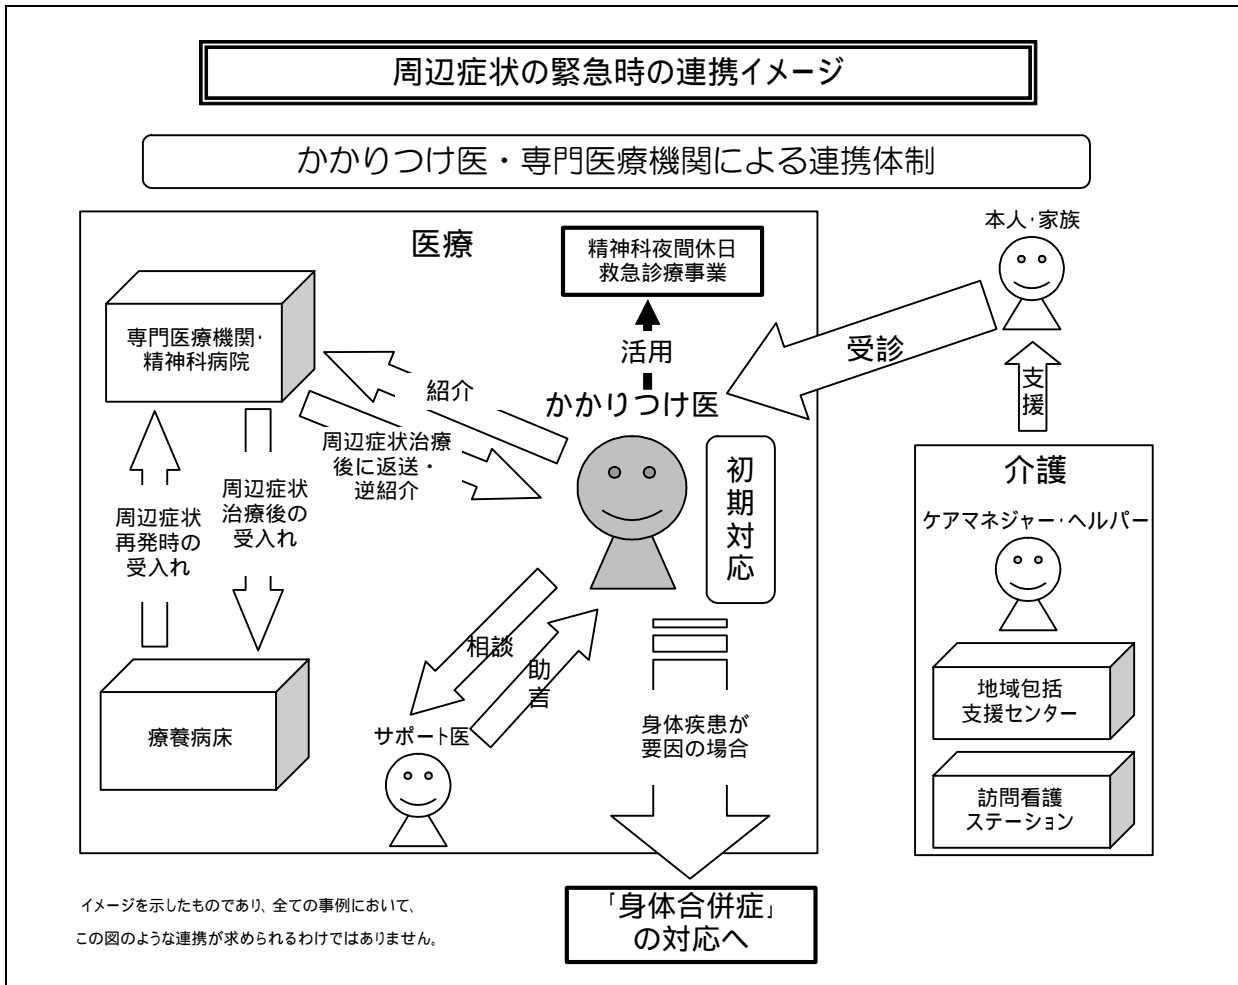 周辺症状の緊急時の連携イメージ
かかりつけ医・専門医療機関による連携体制
医療
精神科夜間休日
救急診療事業
本人・家族
専門医療機関・
精神科病院
活用
受診
支援
紹介
かかりつけ医
周辺症状治療
後に返送・
逆紹介
初期対応
介護
ケアマネジャー・ヘルパー
周辺症状
再発時の
受入れ
周辺症状
治療後の
受入れ
相談
助言
地域包括
支援センター
療養病床
サポート医
身体疾患が
要因の場合
訪問看護
ステーション
イメージを示したものであり、全ての事例において、
この図のような連携が求められるわけではありません。
「身体合併症」
の対応へ